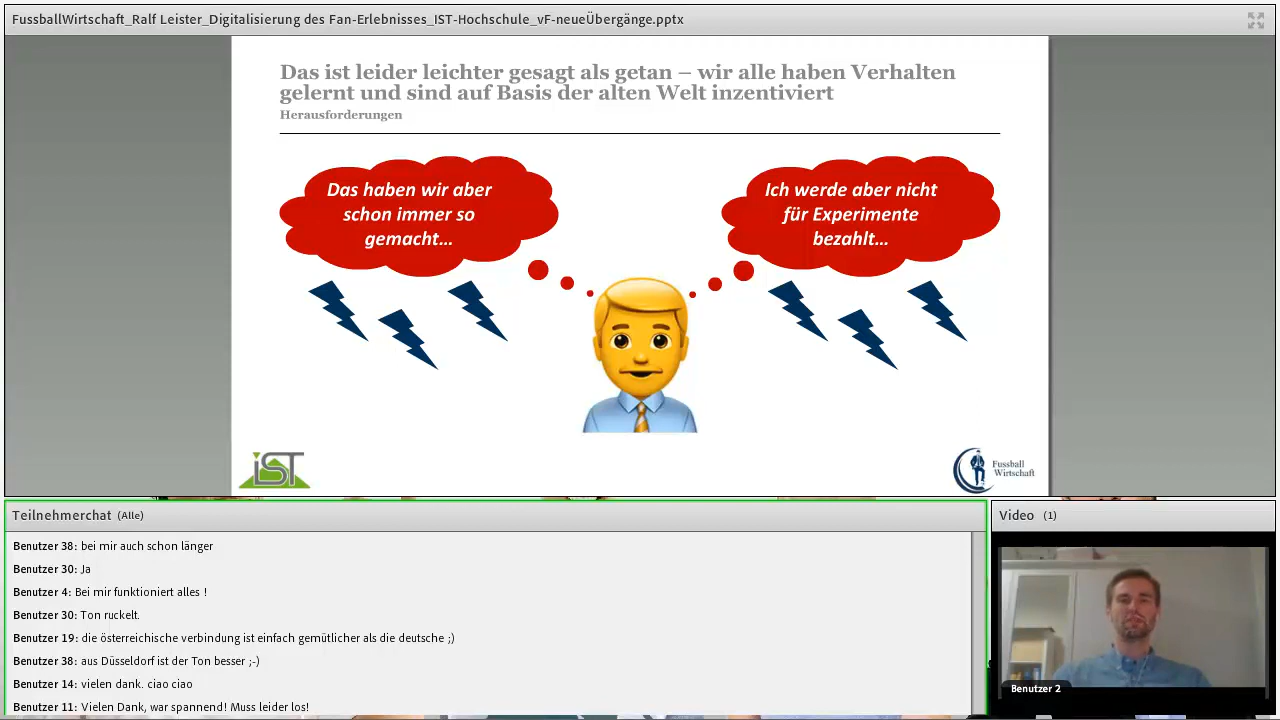 FussballWirtschaft_Ralf Leister_Digitalisierung des Fan-Erlebnisses_IST-Hochschule_vF-neueÜbergänge.pptx
Das ist leider leichter gesagt als getan – wir alle haben Verhalten
gelernt und sind auf Basis der alten Welt inzentiviert
Herausforderungen
Das haben wir aber
schon immer so
gemacht...
Ich werde aber nicht
für Experimente
bezahlt...
iST
Fussball
Wirtschaft
Teilnehmerchat (Alle)
Benutzer 38: bei mir auch schon länger
Benutzer 30: Ja
Benutzer 4: Bei mir funktioniert alles !
Benutzer 30: Ton ruckelt.
Benutzer 19: die österreichische verbindung ist einfach gemütlicher als die deutsche ;)
Benutzer 38: aus Düsseldorf ist der Ton besser ;-)
Benutzer 14: vielen dank. ciao ciao
Benutzer 11: Vielen Dank, war spannend! Muss leider los!
Video (1)
Benutzer 2